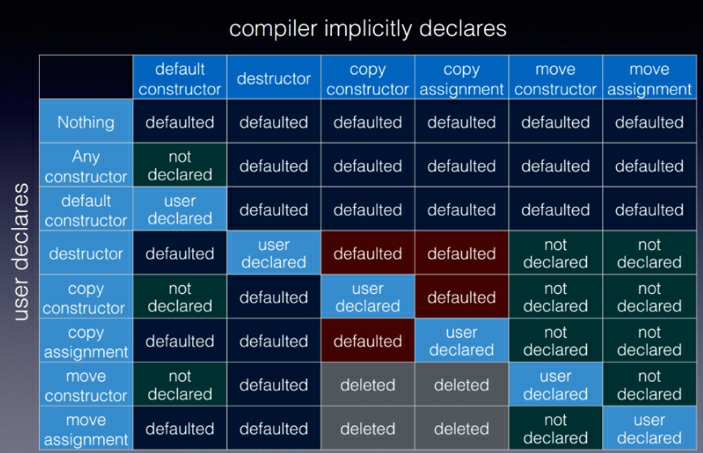 compiler implicitly declares
user declares
default constructor destructor copy constructor copy assignment move constructor move assignment
Nothing defaulted defaulted defaulted defaulted defaulted defaulted
Any constructor not declared defaulted defaulted defaulted defaulted defaulted
default constructor user declared defaulted defaulted defaulted defaulted defaulted
destructor defaulted user declared defaulted defaulted not declared not declared
copy constructor not declared defaulted user declared defaulted not declared not declared
copy assignment defaulted defaulted defaulted user declared not declared not declared
move constructor not declared defaulted deleted deleted user declared not declared
move assignment defaulted defaulted deleted deleted not declared user declared